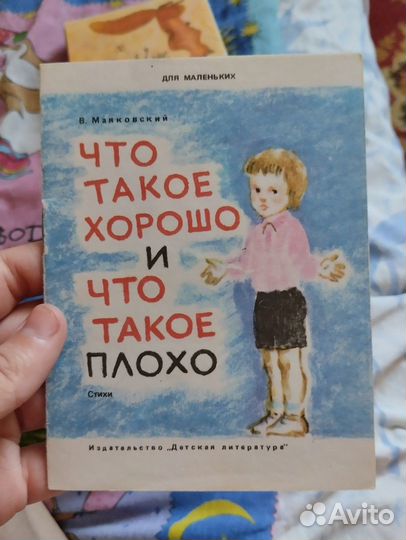 ДЛЯ МАЛЕНЬКИХ
В. Маяковский
ЧТО
ТАКОЕ
ХОРОШО
И
ЧТО
ТАКОЕ
ПЛОХО
Стихи
Издательство „Детская литература"
Avito